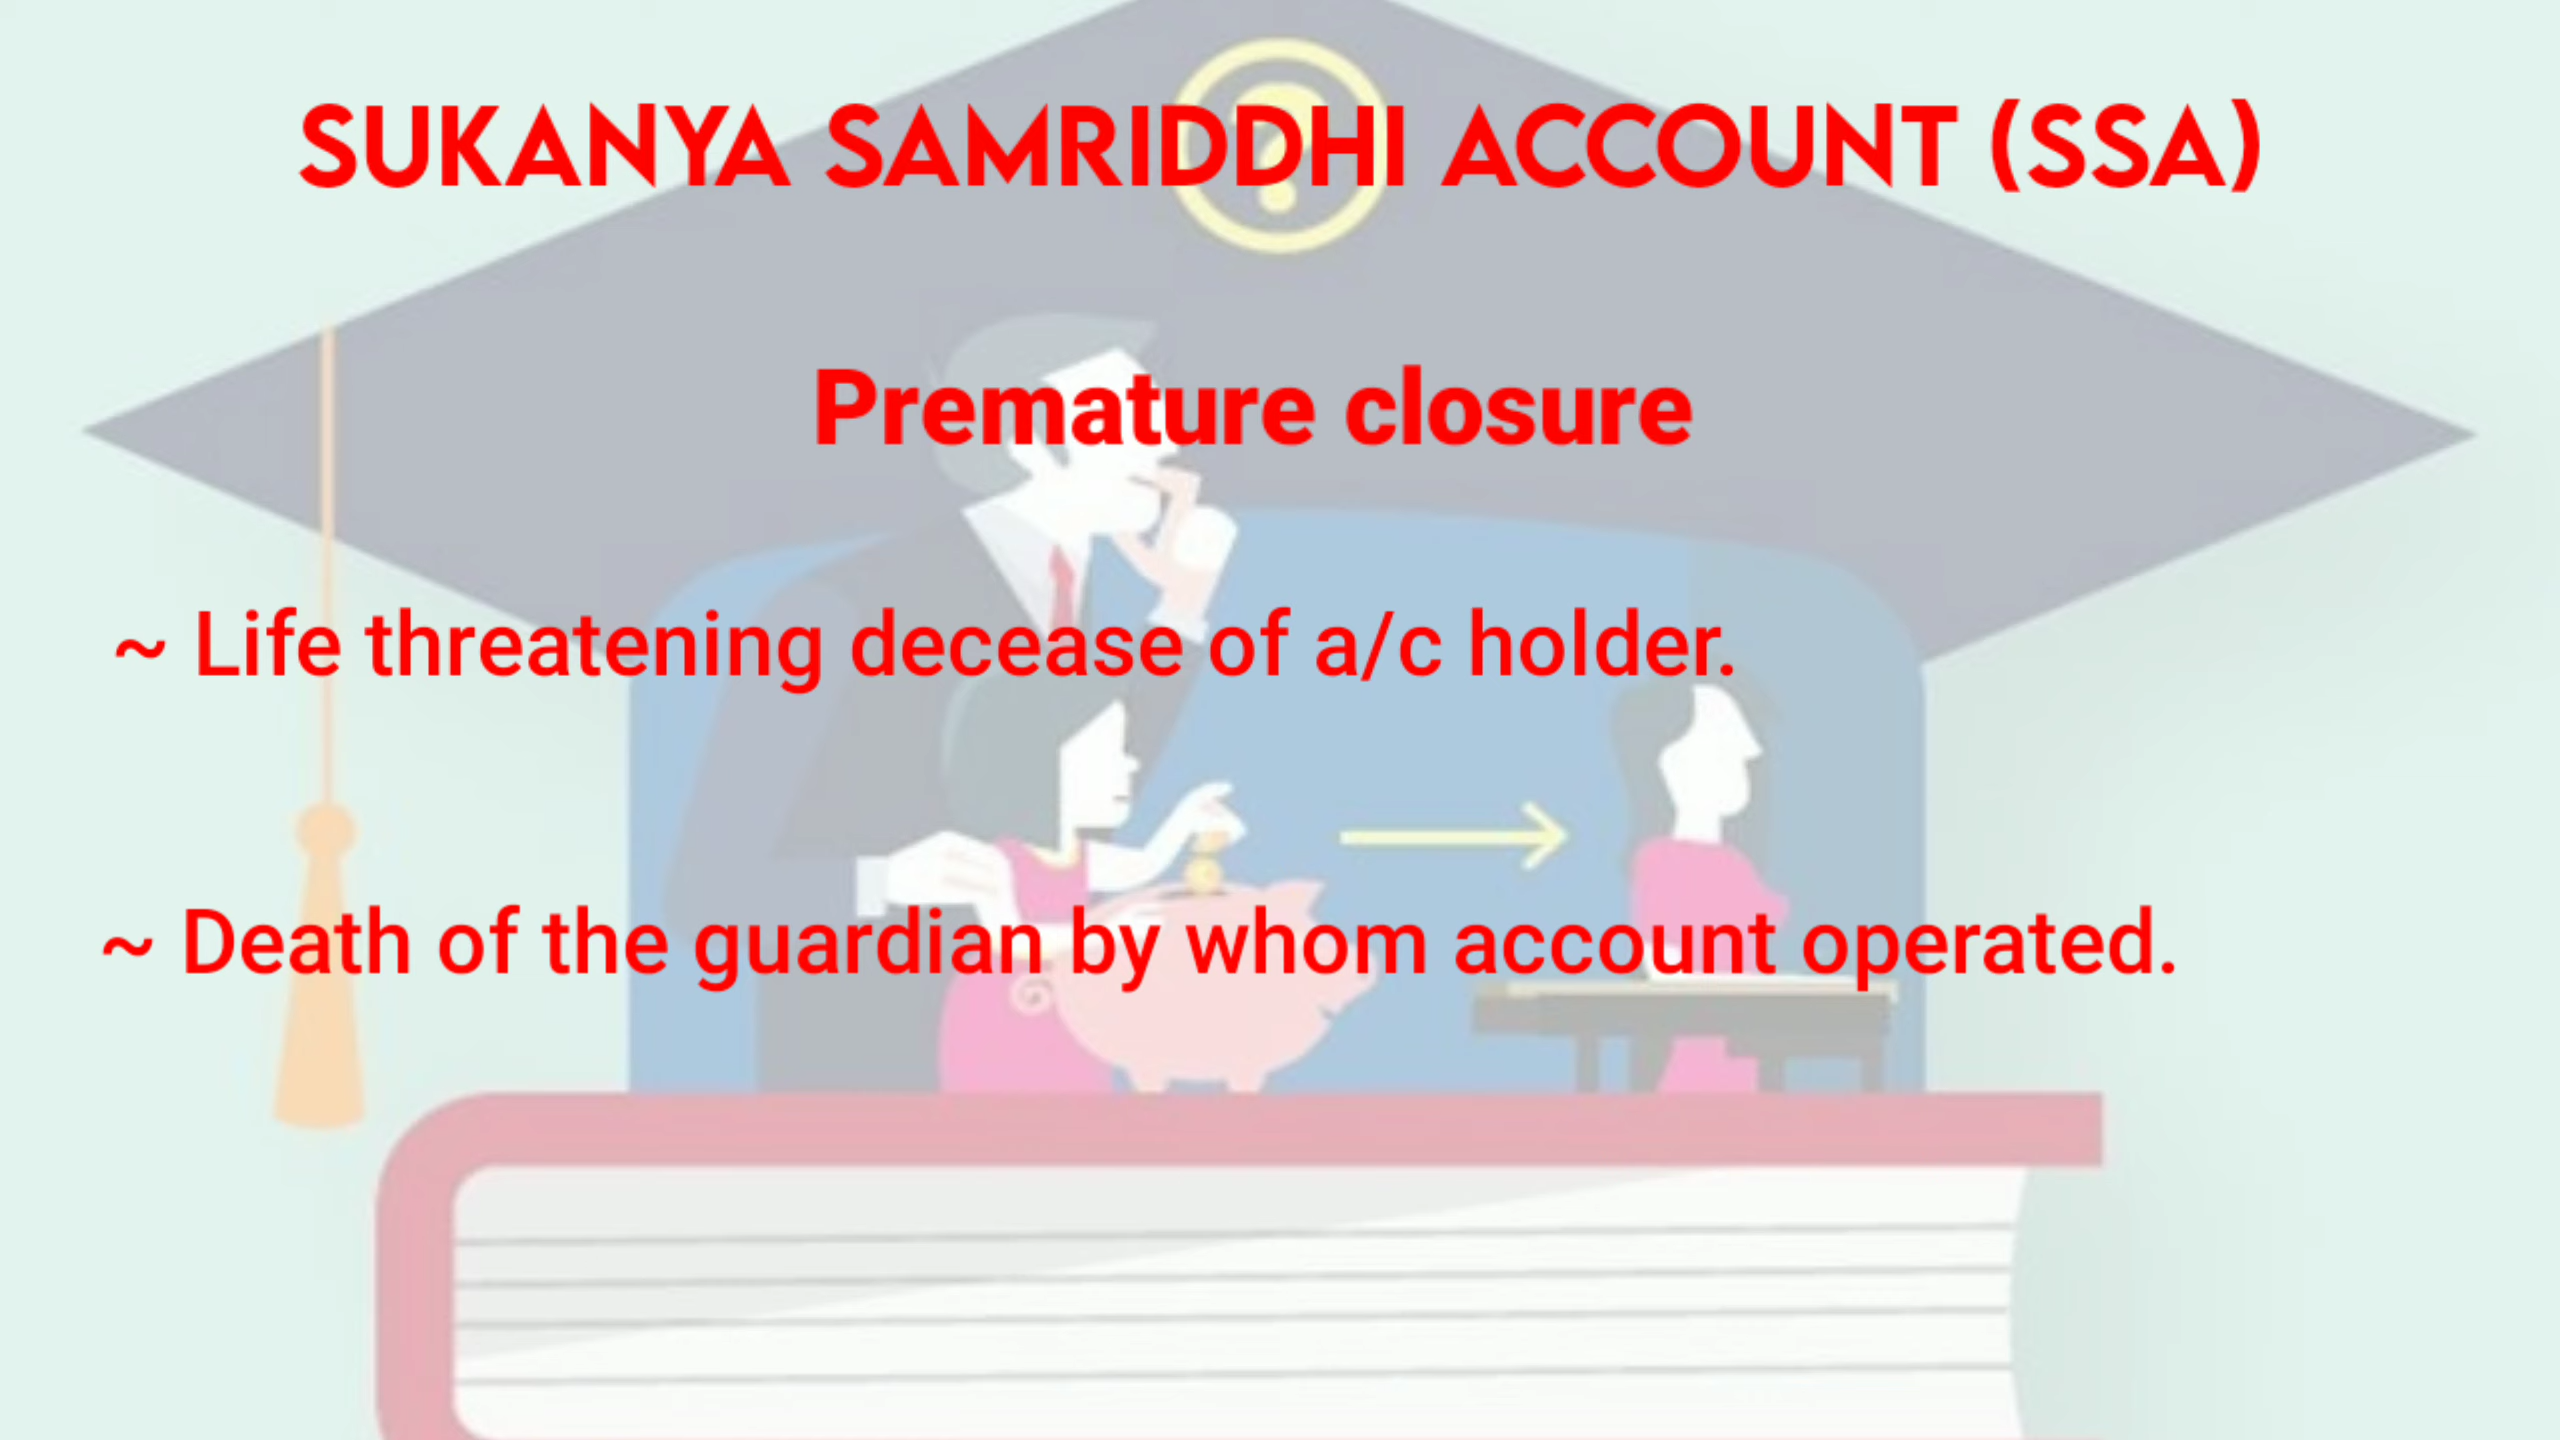 SUKANYA SAMRIDDHI ACCOUNT (SSA)
Premature closure
~ Life threatening decease of a/c holder.
~ Death of the guardian by whom account operated.